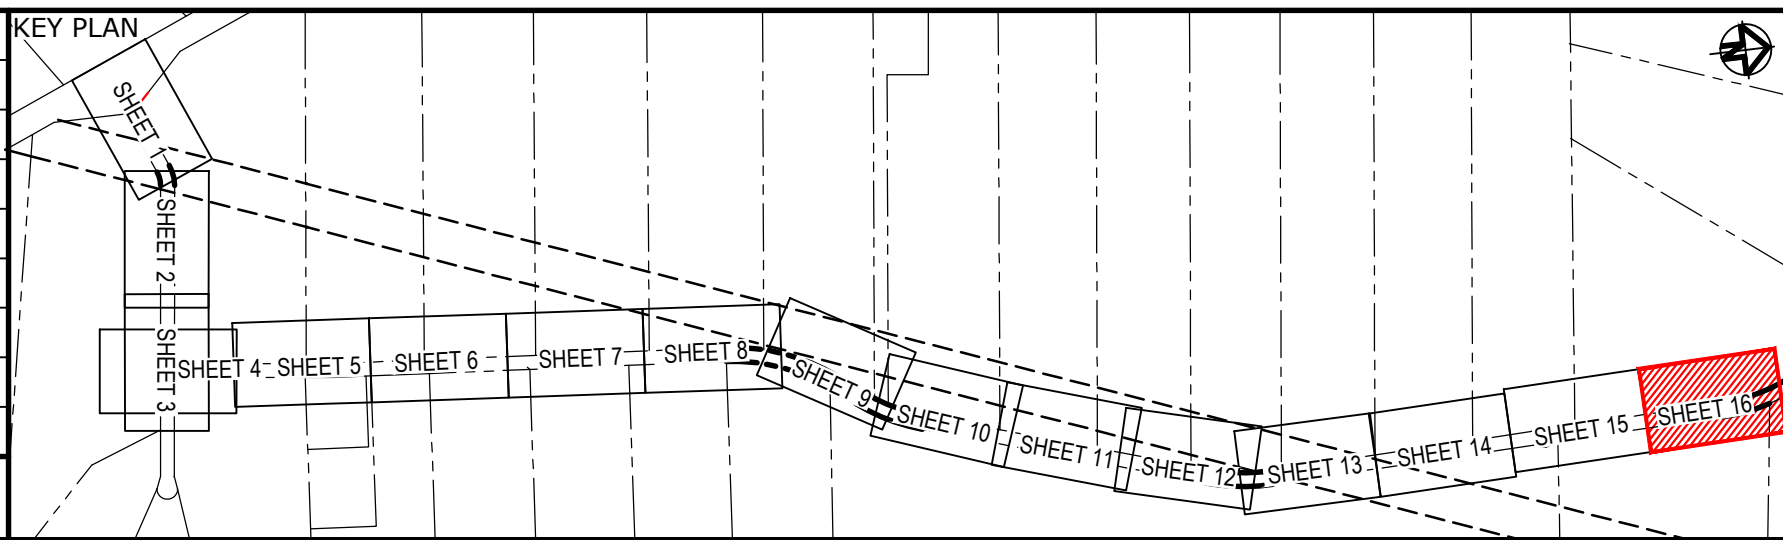 KEY PLAN
SHEET 1
SHEET 2
SHEET 3
SHEET 4
SHEET 5
SHEET 6
SHEET 7
SHEET 8
SHEET 9
SHEET 10
SHEET 11
SHEET 12
SHEET 13
SHEET 14
SHEET 15
SHEET 16
N